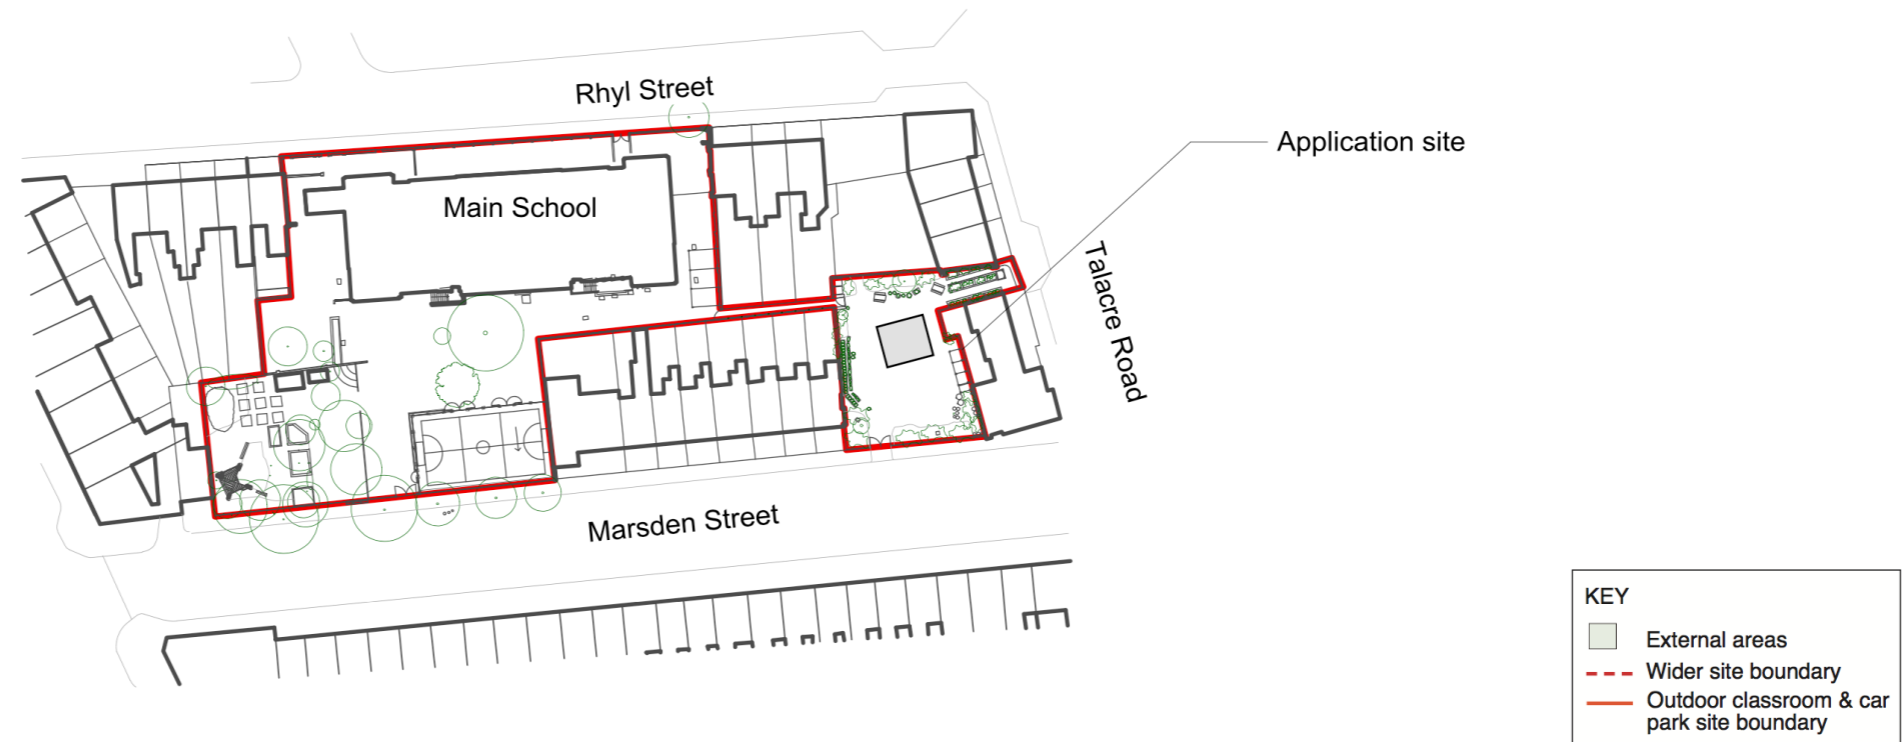 Rhyl Street
Application site
Main School
Talacre Road
Marsden Street
KEY
External areas
Wider site boundary
Outdoor classroom & car
park site boundary